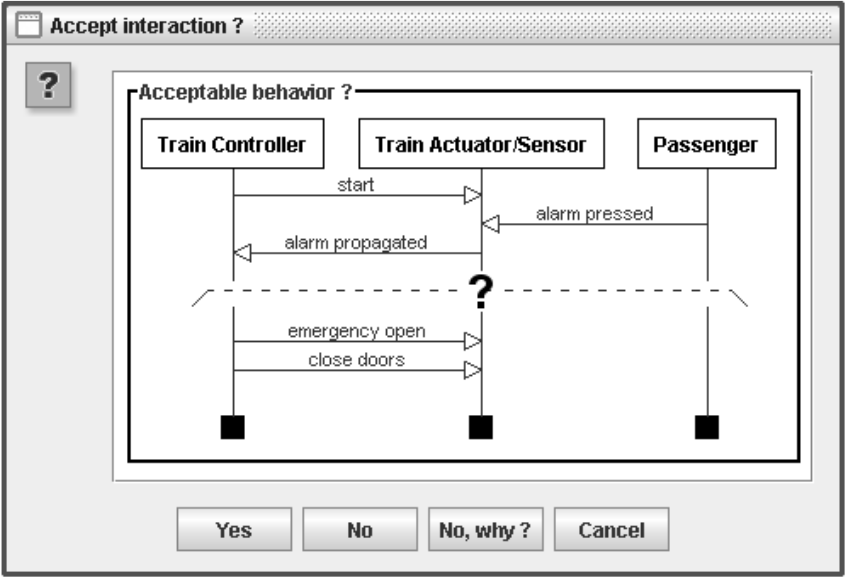 Accept interaction ?
?
Acceptable behavior ?
Train Controller Train Actuator/Sensor Passenger
start
alarm pressed
alarm propagated
?
emergency open
close doors
Yes No No, why ? Cancel